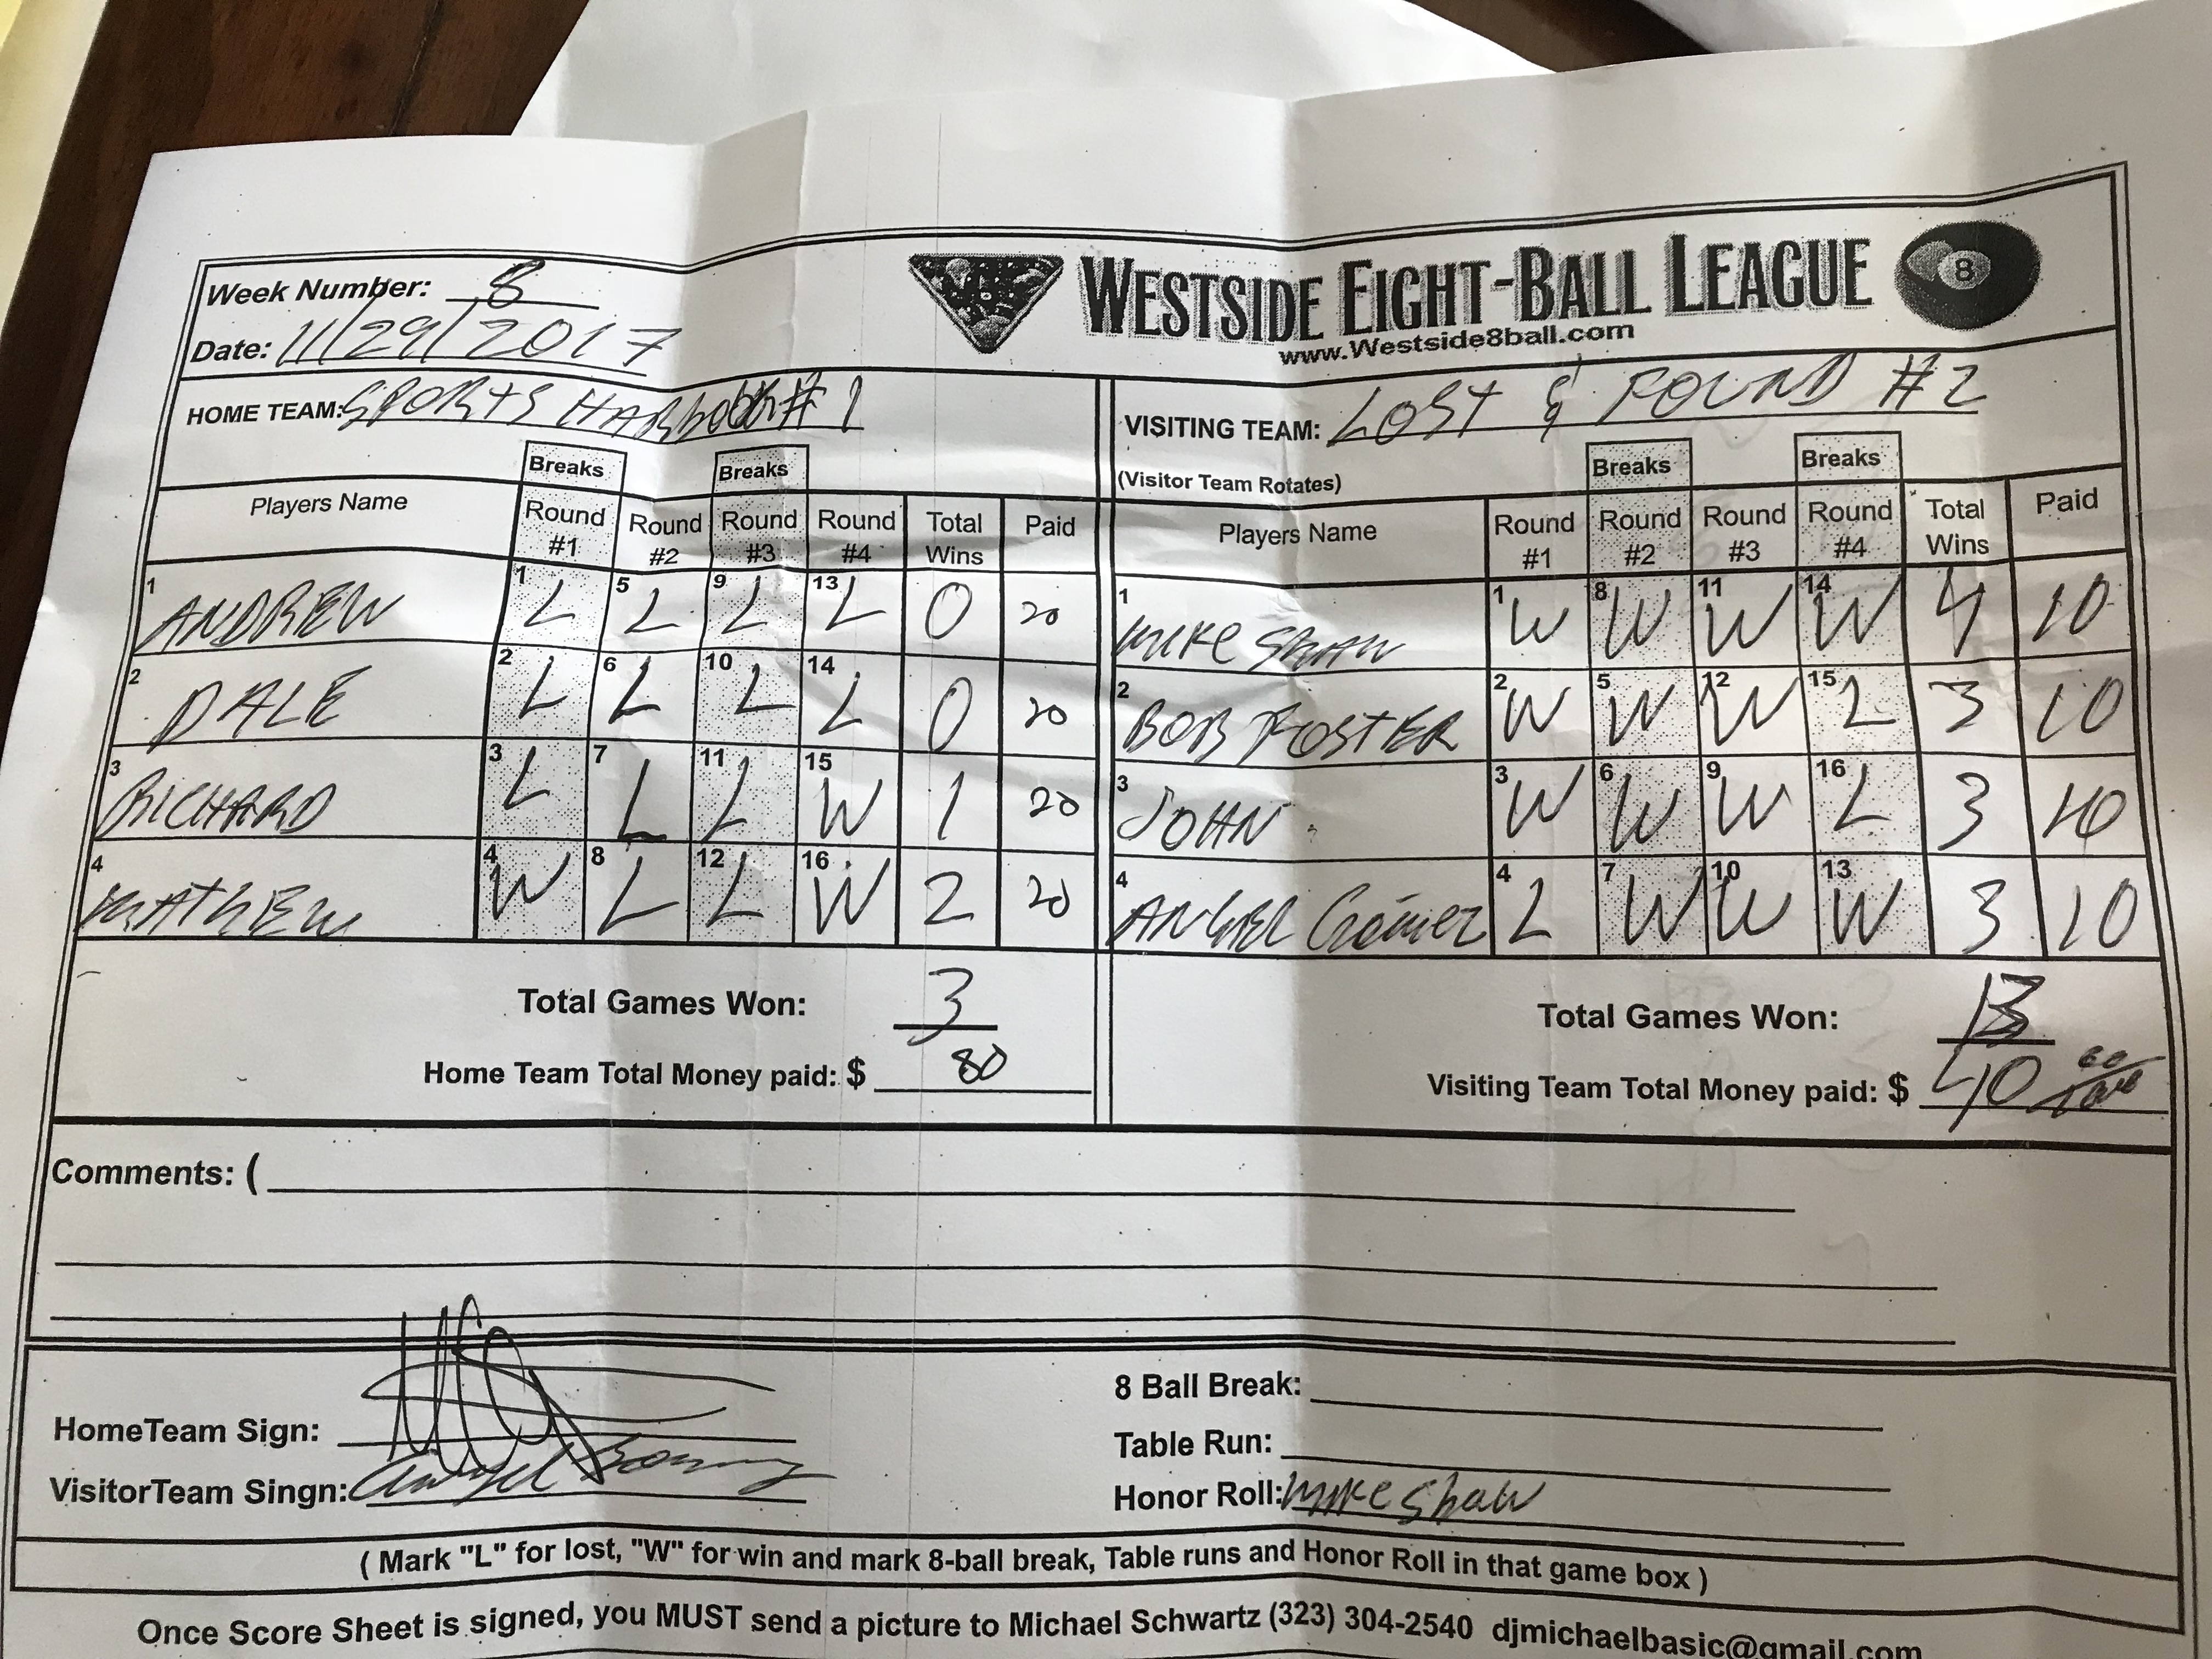 Week Number: 8
WESTSIDE EIGHT-BALL LEAGUE 8
Date: 11/29/2017
www.Westside8ball.com
HOME TEAM: SPORTS HARBOUR #1
VISITING TEAM: LOST & FOUND #2
(Visitor Team Rotates)
Breaks Breaks Breaks Breaks
Players Name Round #1 Round #2 Round #3 Round #4 Total Wins Paid Players Name Round #1 Round #2 Round #3 Round #4 Total Wins Paid
1 ANDREW 1 L 5 L 9 L 13 L 0 20 1 MIKE SHAW 1 W 8 W 11 W 14 W 4 10
2 DALE 2 L 6 L 10 L 14 L 0 20 2 BOB FOSTER 2 W 5 W 12 W 15 L 3 10
3 RICHARD 3 L 7 L 11 L 15 W 1 20 3 JOHN 3 W 6 W 9 W 16 L 3 10
4 MATHEW 4 W 8 L 12 L 16 W 2 20 4 ANGEL 4 L 7 W 10 W 13 W 3 10
Total Games Won: 3
Total Games Won: 13
Home Team Total Money paid: $ 80
Visiting Team Total Money paid: $ 40
Comments: (
HomeTeam Sign:
VisitorTeam Singn:
8 Ball Break:
Table Run:
Honor Roll: MIKE SHAW
( Mark "L" for lost, "W" for win and mark 8-ball break, Table runs and Honor Roll in that game box )
Once Score Sheet is signed, you MUST send a picture to Michael Schwartz (323) 304-2540 djmichaelbasic@gmail.com